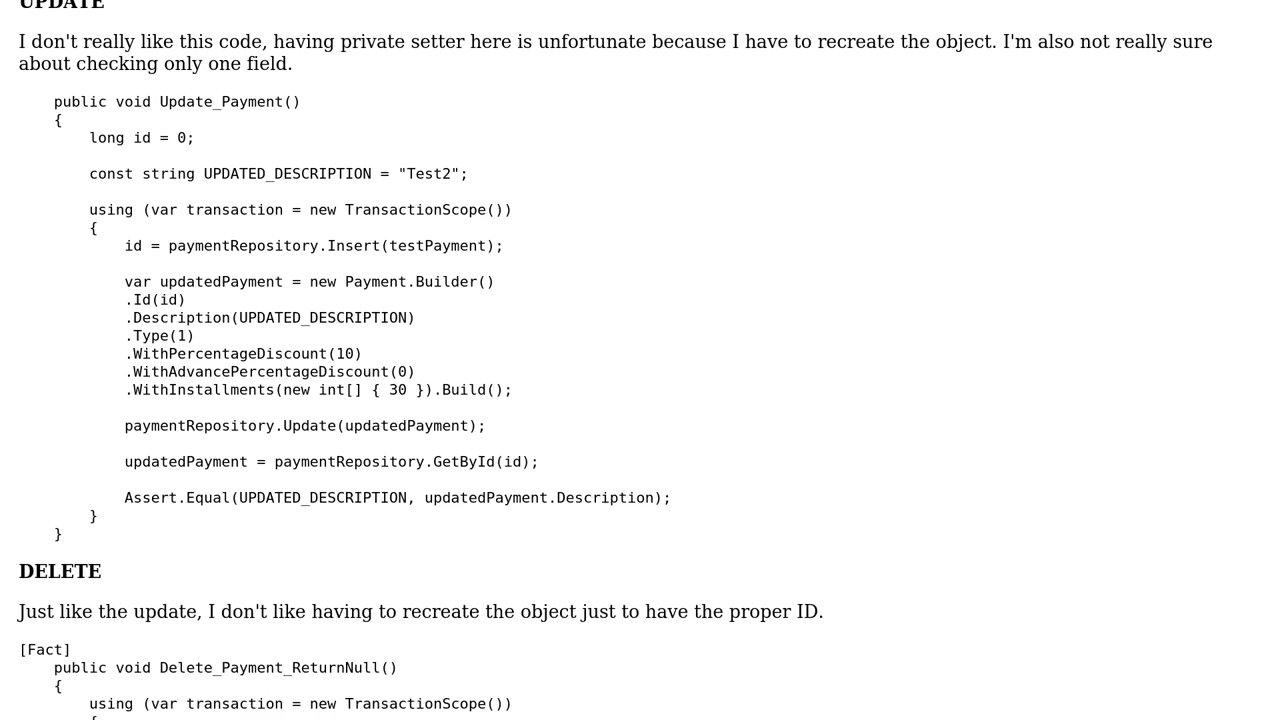 UPDATE
I don't really like this code, having private setter here is unfortunate because I have to recreate the object. I'm also not really sure
about checking only one field.
    public void Update_Payment()
    {
        long id = 0;
        const string UPDATED_DESCRIPTION = "Test2";
        using (var transaction = new TransactionScope())
        {
            id = paymentRepository.Insert(testPayment);
            var updatedPayment = new Payment.Builder()
            .Id(id)
            .Description(UPDATED_DESCRIPTION)
            .Type(1)
            .WithPercentageDiscount(10)
            .WithAdvancePercentageDiscount(0)
            .WithInstallments(new int[] { 30 }).Build();
            paymentRepository.Update(updatedPayment);
            updatedPayment = paymentRepository.GetById(id);
            Assert.Equal(UPDATED_DESCRIPTION, updatedPayment.Description);
        }
    }
DELETE
Just like the update, I don't like having to recreate the object just to have the proper ID.
[Fact]
    public void Delete_Payment_ReturnNull()
    {
        using (var transaction = new TransactionScope())
        {